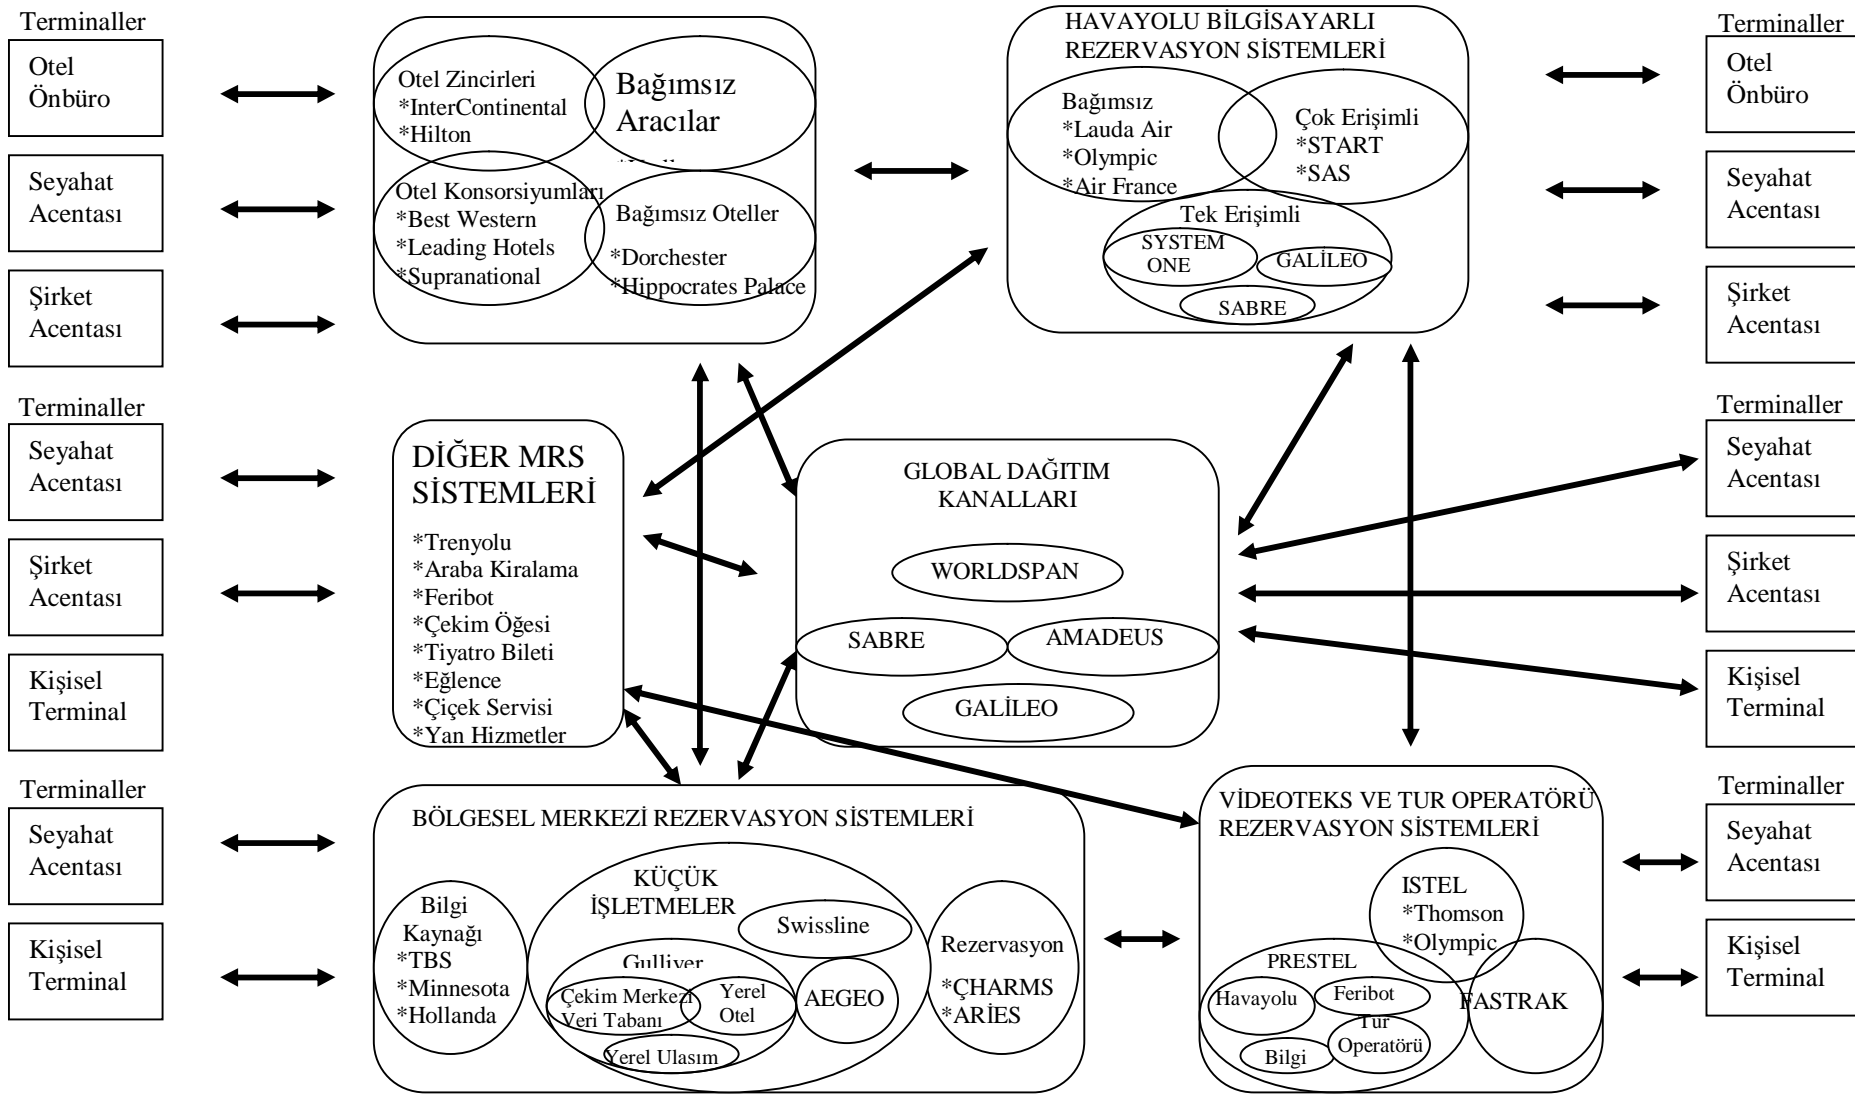 Terminaller
Otel
Önbüro
Seyahat
Acentası
Şirket
Acentası
Otel Zincirleri
*InterContinental
*Hilton
Bağımsız
Aracılar
Otel Konsorsiyumları
*Best Western
*Leading Hotels
*Supranational
Bağımsız Oteller
*Dorchester
*Hippocrates Palace
HAVAYOLU BİLGİSAYARLI
REZERVASYON SİSTEMLERİ
Bağımsız
*Lauda Air
*Olympic
*Air France
Çok Erişimli
*START
*SAS
Tek Erişimli
SYSTEM
ONE
GALİLEO
SABRE
Terminaller
Otel
Önbüro
Seyahat
Acentası
Şirket
Acentası
Terminaller
Seyahat
Acentası
Şirket
Acentası
Kişisel
Terminal
DİĞER MRS
SİSTEMLERİ
*Trenyolu
*Araba Kiralama
*Feribot
*Çekim Öğesi
*Tiyatro Bileti
*Eğlence
*Çiçek Servisi
*Yan Hizmetler
GLOBAL DAĞITIM
KANALLARI
WORLDSPAN
SABRE
AMADEUS
GALİLEO
Terminaller
Seyahat
Acentası
Şirket
Acentası
Kişisel
Terminal
Terminaller
Seyahat
Acentası
Kişisel
Terminal
BÖLGESEL MERKEZİ REZERVASYON SİSTEMLERİ
Bilgi
Kaynağı
*TBS
*Minnesota
*Hollanda
KÜÇÜK
İŞLETMELER
Swissline
Gulliver
Çekim Merkezi
Veri Tabanı
Yerel
Otel
Yerel Ulaşım
AEGEO
Rezervasyon
*ÇHARMS
*ARİES
VİDEOTEKS VE TUR OPERATÖRÜ
REZERVASYON SİSTEMLERİ
ISTEL
*Thomson
*Olympic
PRESTEL
Havayolu
Feribot
Tur
Operatörü
Bilgi
FASTRAK
Terminaller
Seyahat
Acentası
Kişisel
Terminal